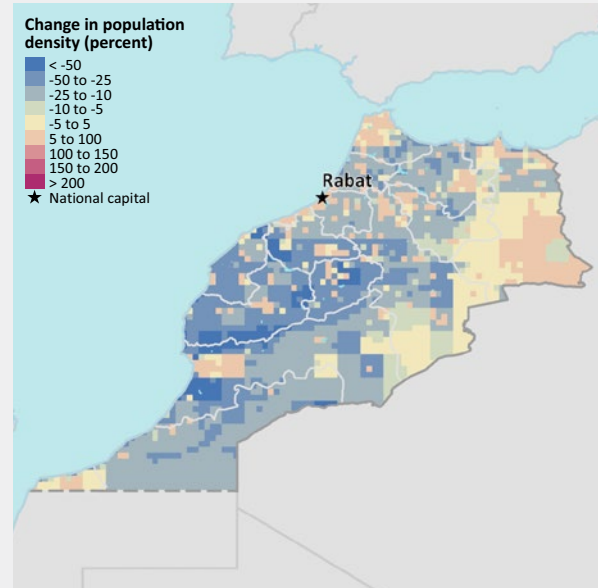 Change in population
density (percent)
< -50
-50 to -25
-25 to -10
-10 to -5
-5 to 5
5 to 100
100 to 150
150 to 200
> 200
★ National capital
Rabat